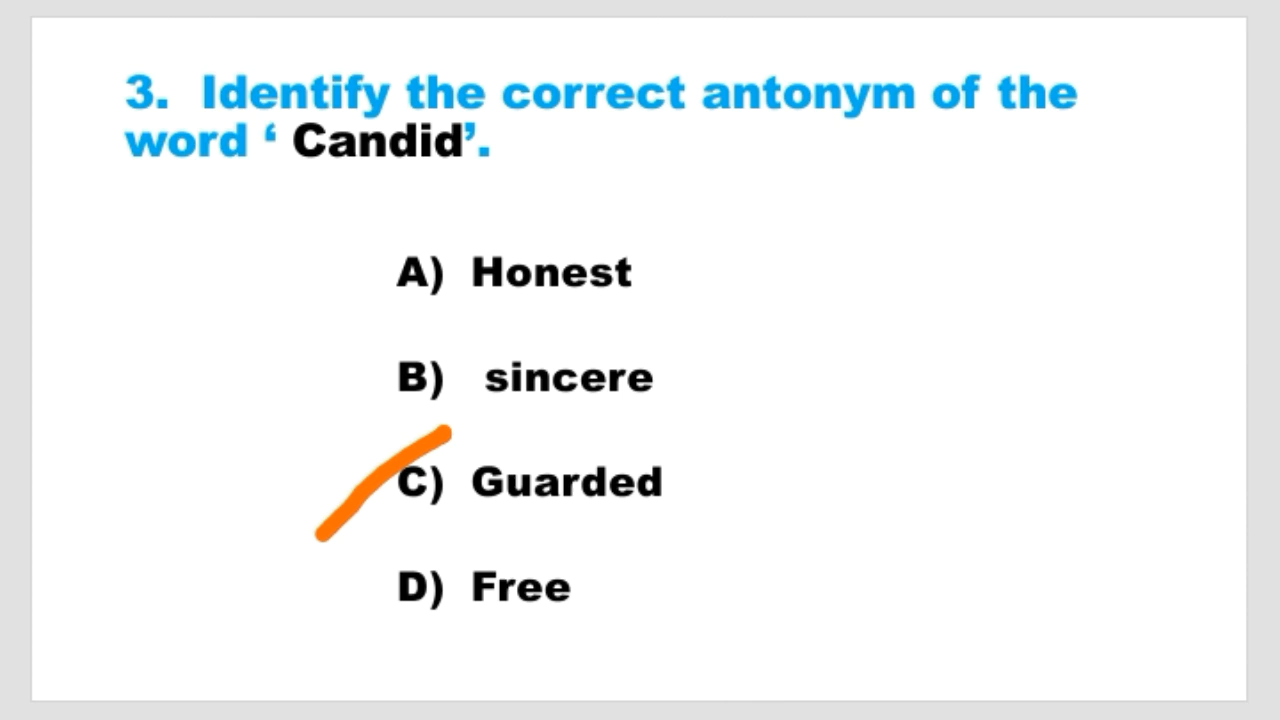 3. Identify the correct antonym of the
word ‘ Candid’.
A) Honest
B) sincere
C) Guarded
D) Free